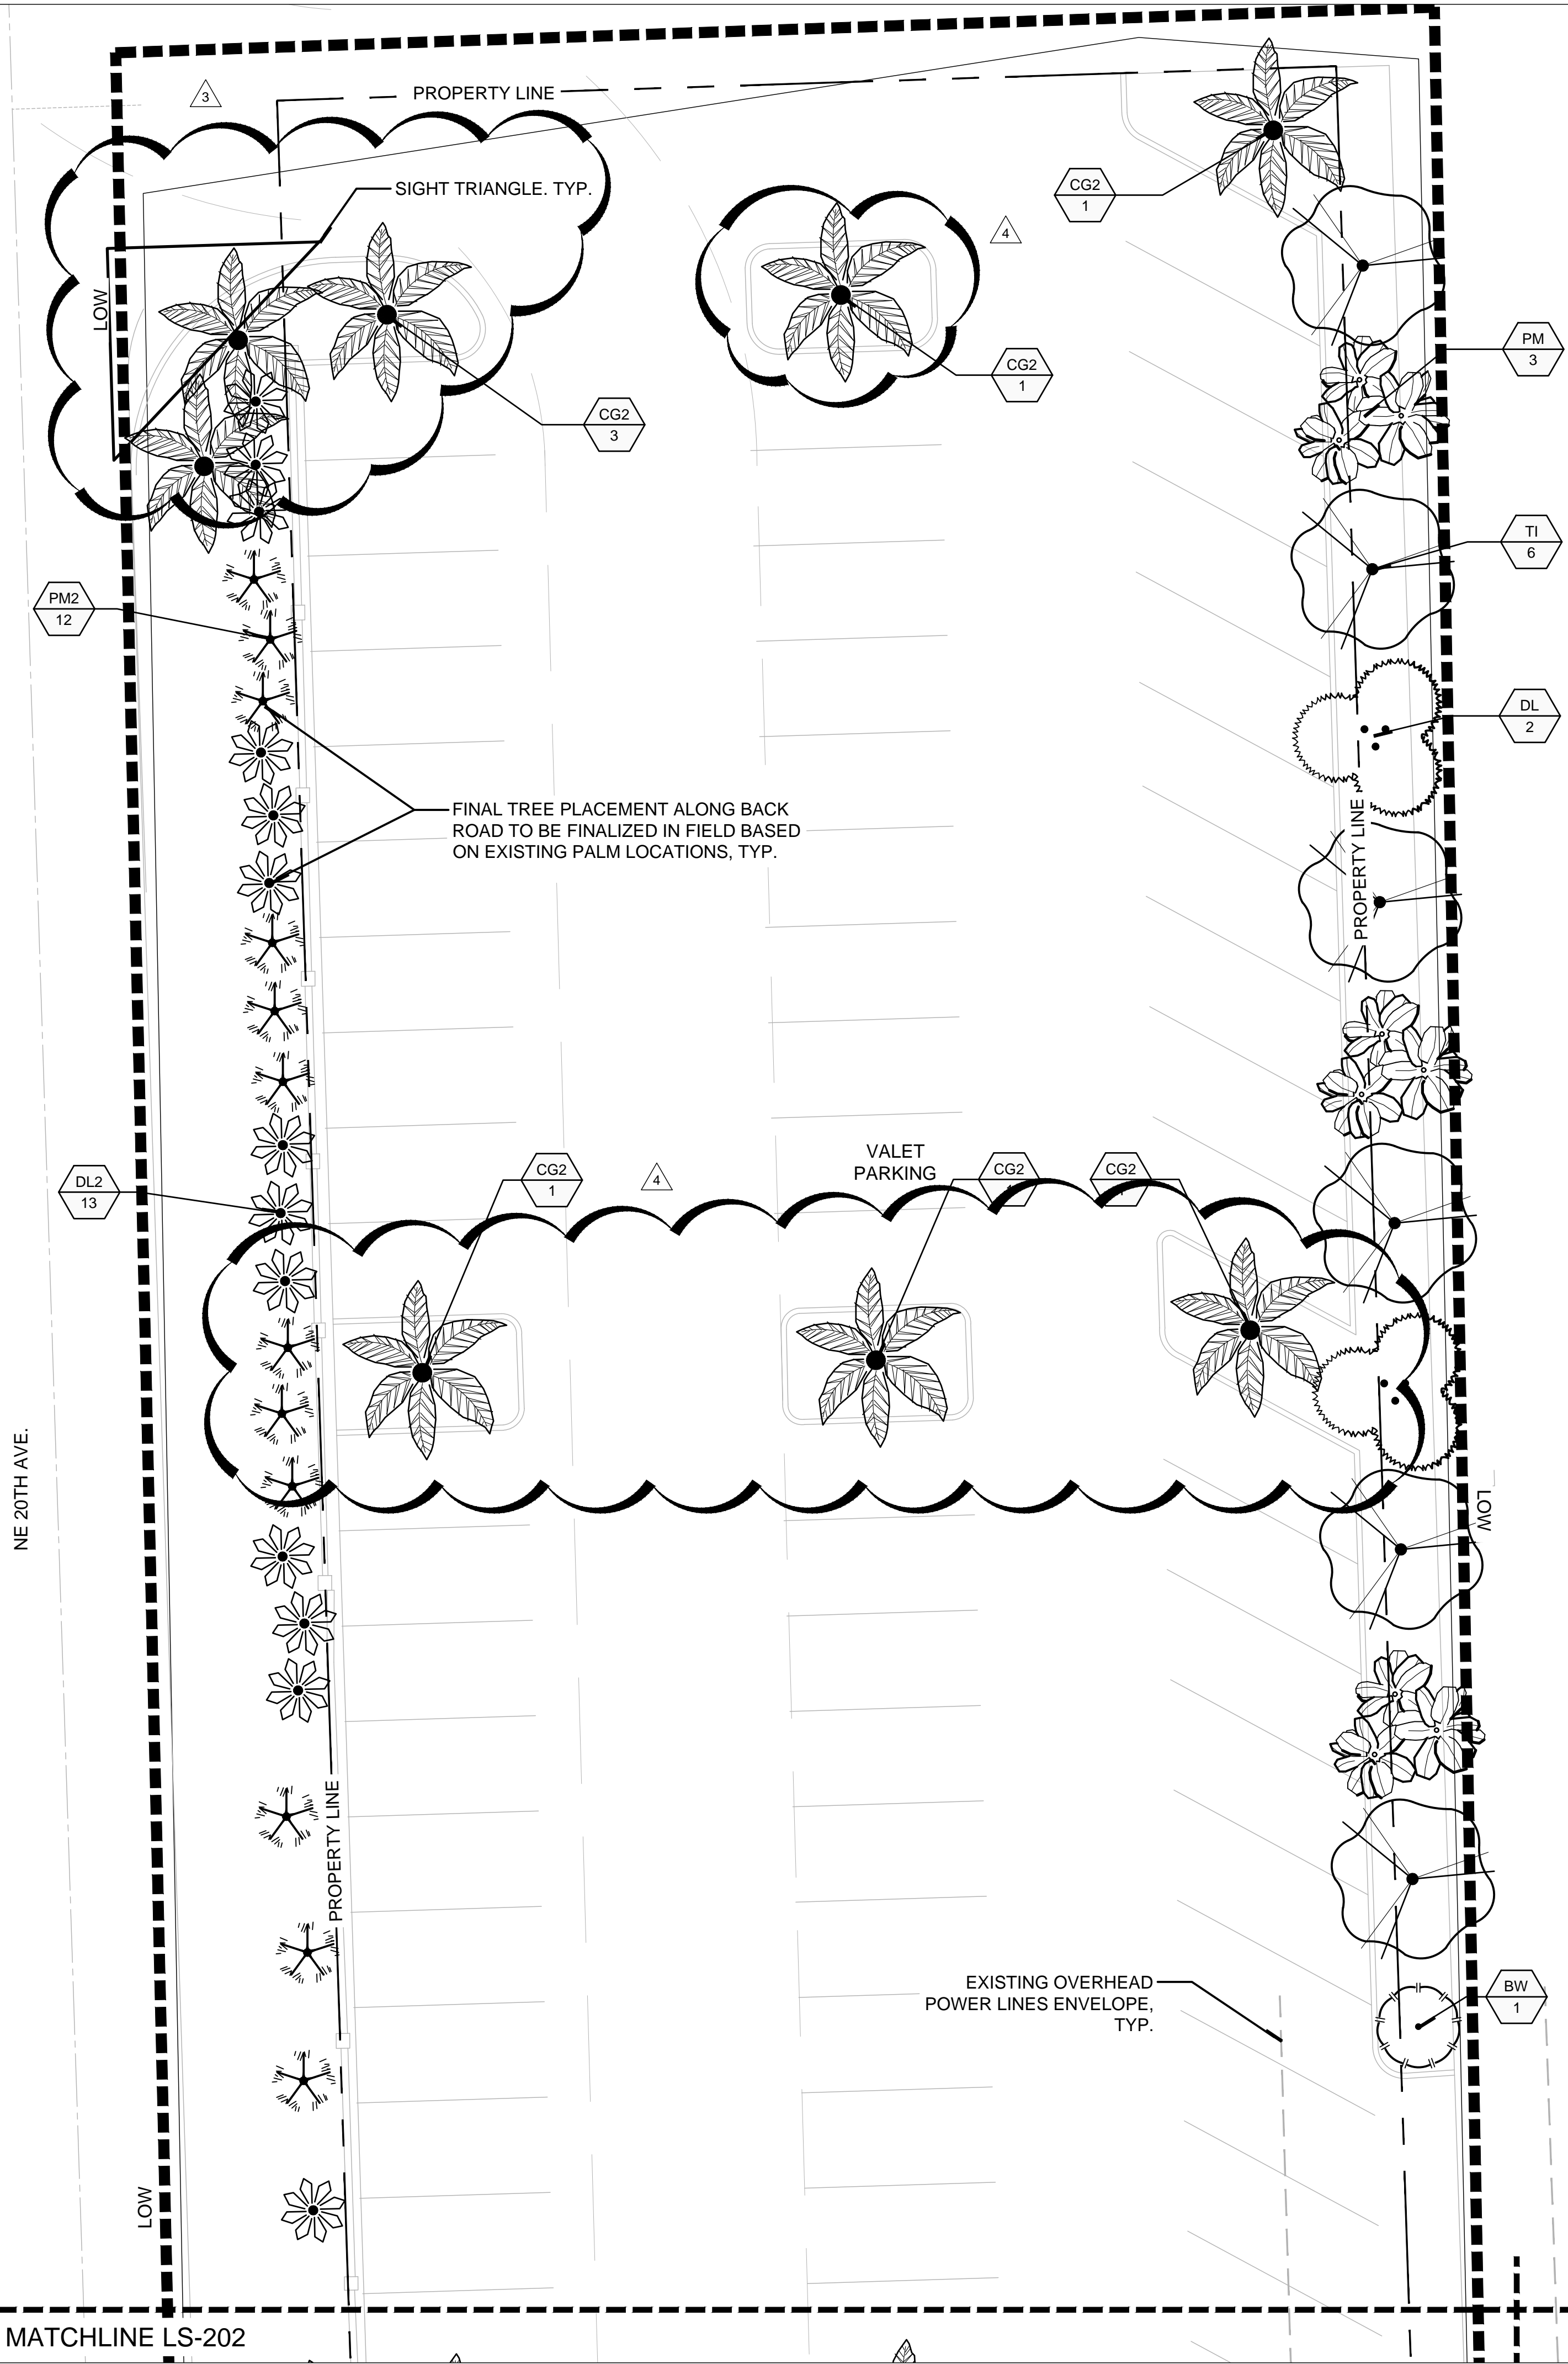 3
PROPERTY LINE
SIGHT TRIANGLE. TYP.
CG2
1
4
LOW
CG2
1
PM
3
CG2
3
TI
6
PM2
12
DL
2
FINAL TREE PLACEMENT ALONG BACK
ROAD TO BE FINALIZED IN FIELD BASED
ON EXISTING PALM LOCATIONS, TYP.
PROPERTY LINE
VALET
PARKING
CG2
1
4
CG2
CG2
DL2
13
NE 20TH AVE.
LOW
PROPERTY LINE
EXISTING OVERHEAD
POWER LINES ENVELOPE,
TYP.
BW
1
LOW
MATCHLINE LS-202